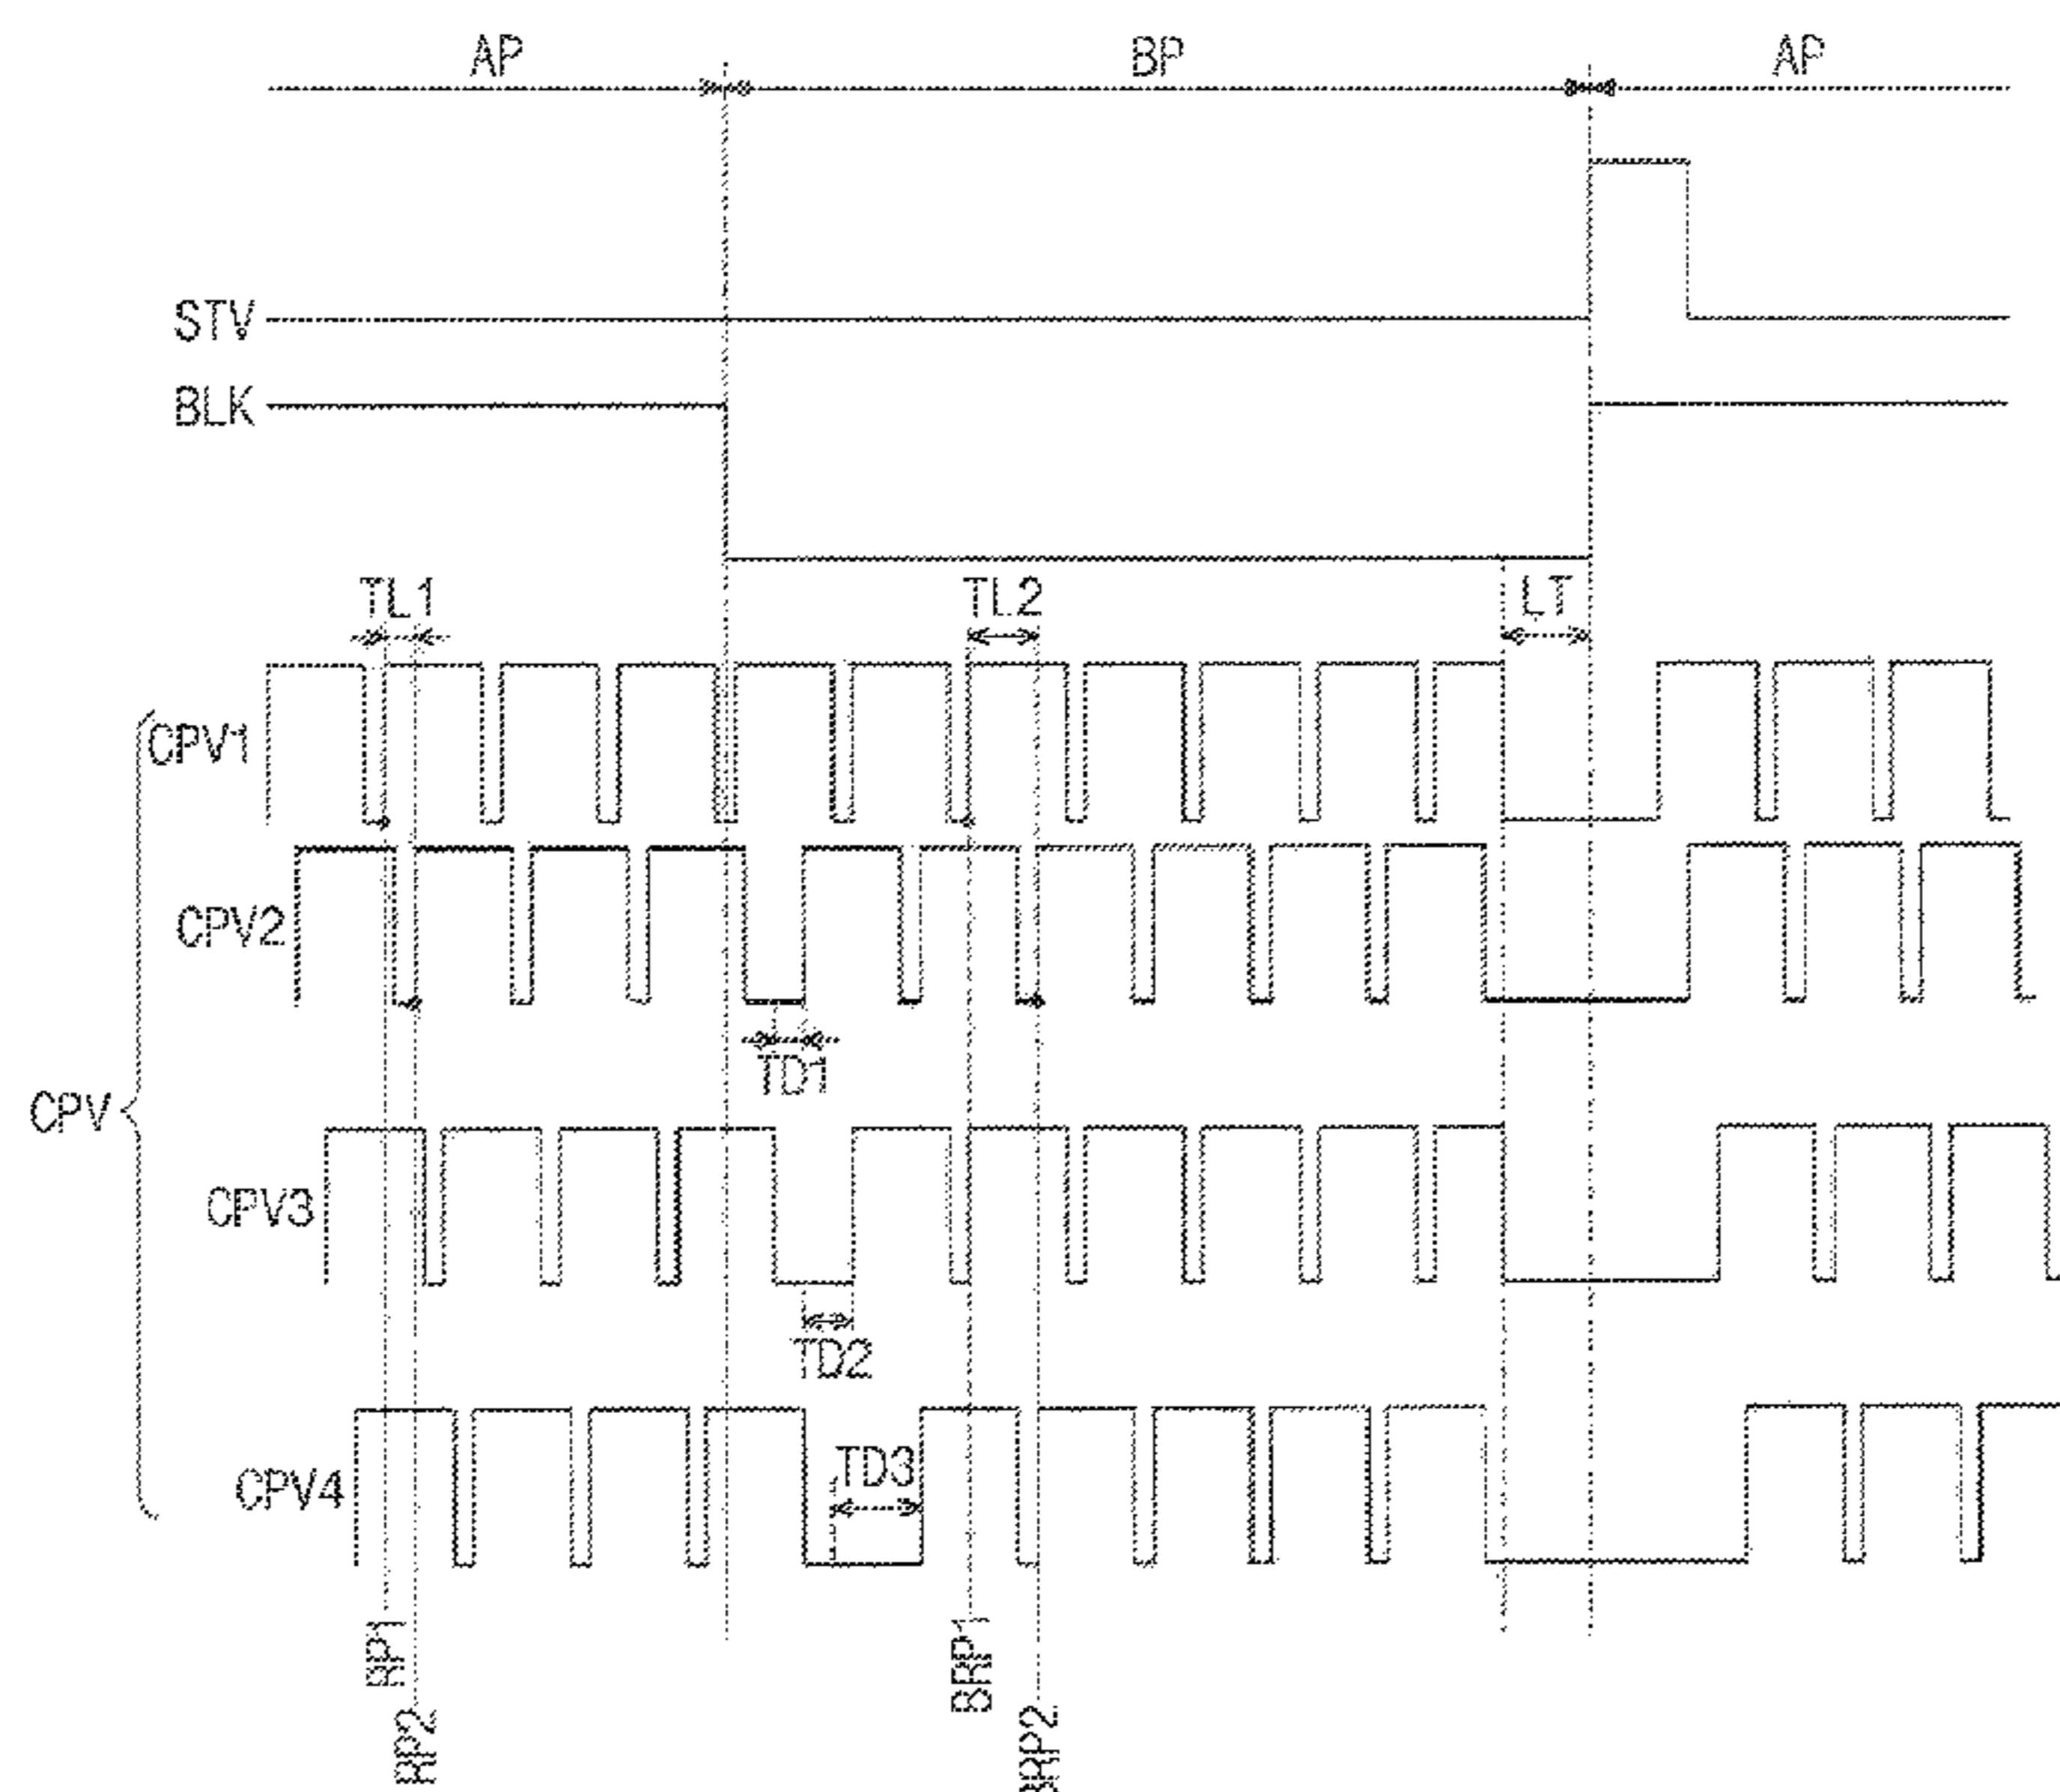 AP BP AP
STV
BLK
TL1 TL2 LT
CPV1
CPV2
TD1
CPV
CPV3
TD2
CPV4
TD3
RP1
BRP1
RP2
BRP2